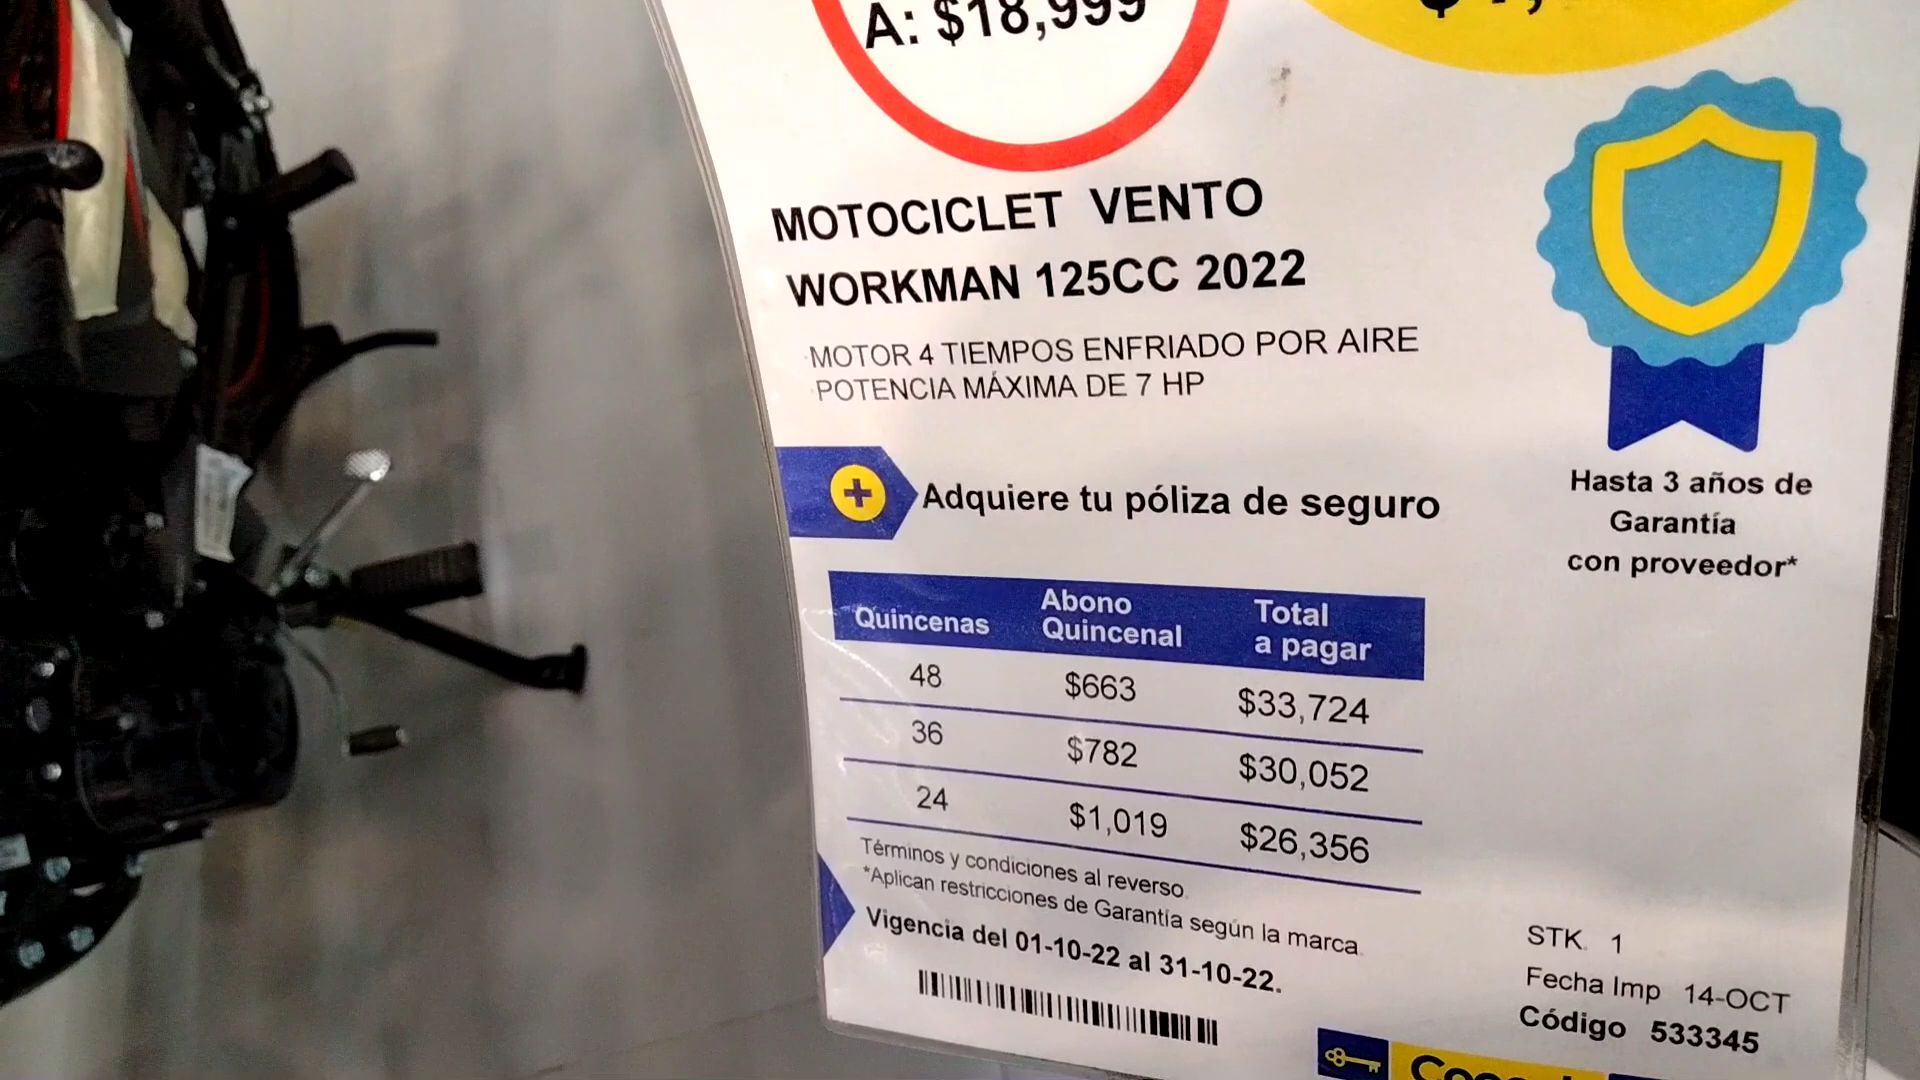 A: $18,999
MOTOCICLET VENTO
WORKMAN 125CC 2022
·MOTOR 4 TIEMPOS ENFRIADO POR AIRE
·POTENCIA MÁXIMA DE 7 HP
Adquiere tu póliza de seguro
Hasta 3 años de
Garantía
con proveedor*
Quincenas Abono Quincenal Total a pagar
48 $663 $33,724
36 $782 $30,052
24 $1,019 $26,356
Términos y condiciones al reverso.
*Aplican restricciones de Garantía según la marca.
Vigencia del 01-10-22 al 31-10-22.
STK. 1
Fecha Imp 14-OCT
Código 533345